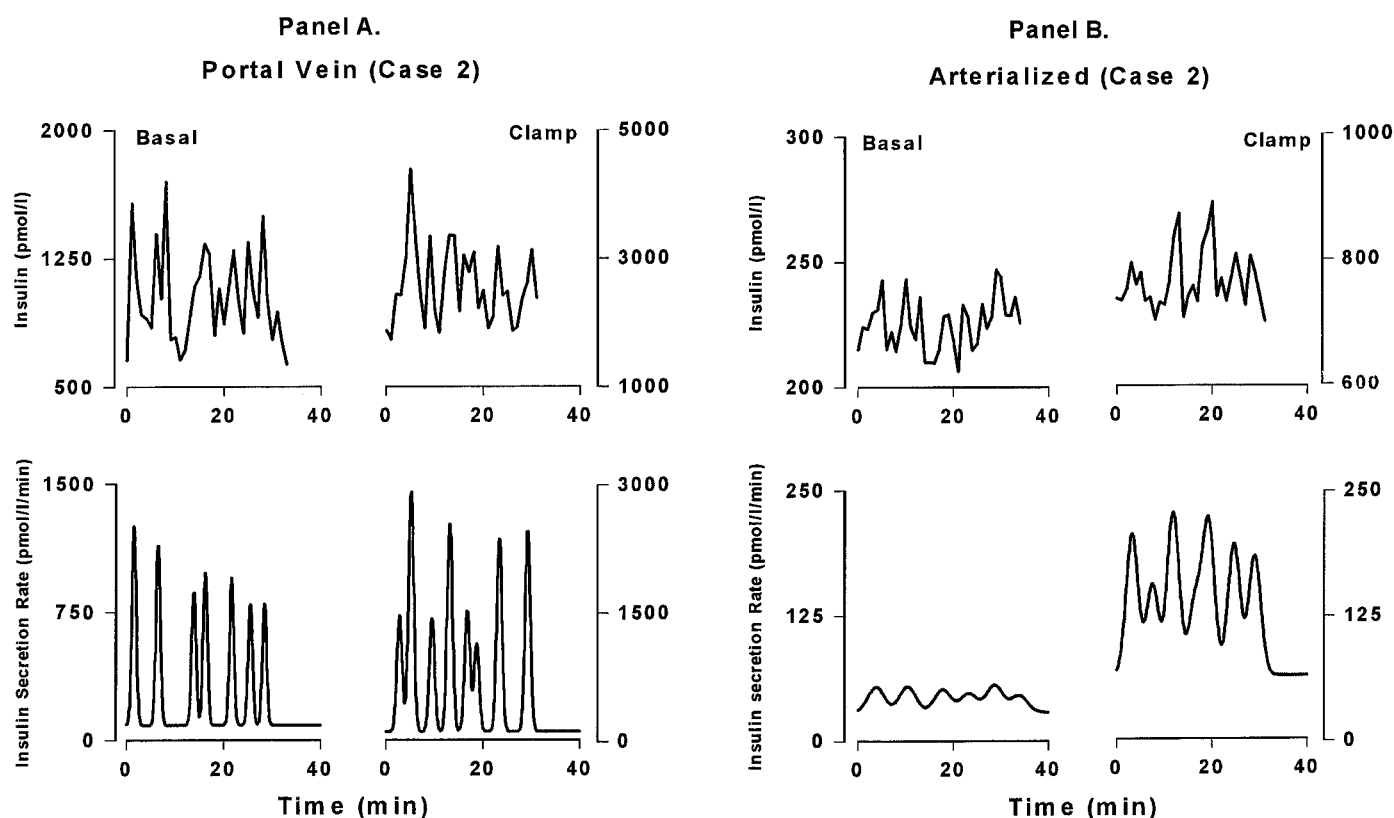 Panel A.
Portal Vein (Case 2)
Insulin (pmol/l)
2000
1250
500
Basal
0 20 40
Clamp
5000
3000
1000
0 20 40
Insulin Secretion Rate (pmol/l/min)
1500
750
0
0 20 40
3000
1500
0
0 20 40
Time (min)
Panel B.
Arterialized (Case 2)
Insulin (pmol/l)
300
250
200
Basal
0 20 40
Clamp
1000
800
600
0 20 40
Insulin secretion Rate (pmol/l/min)
250
125
0
0 20 40
250
125
0
0 20 40
Time (min)